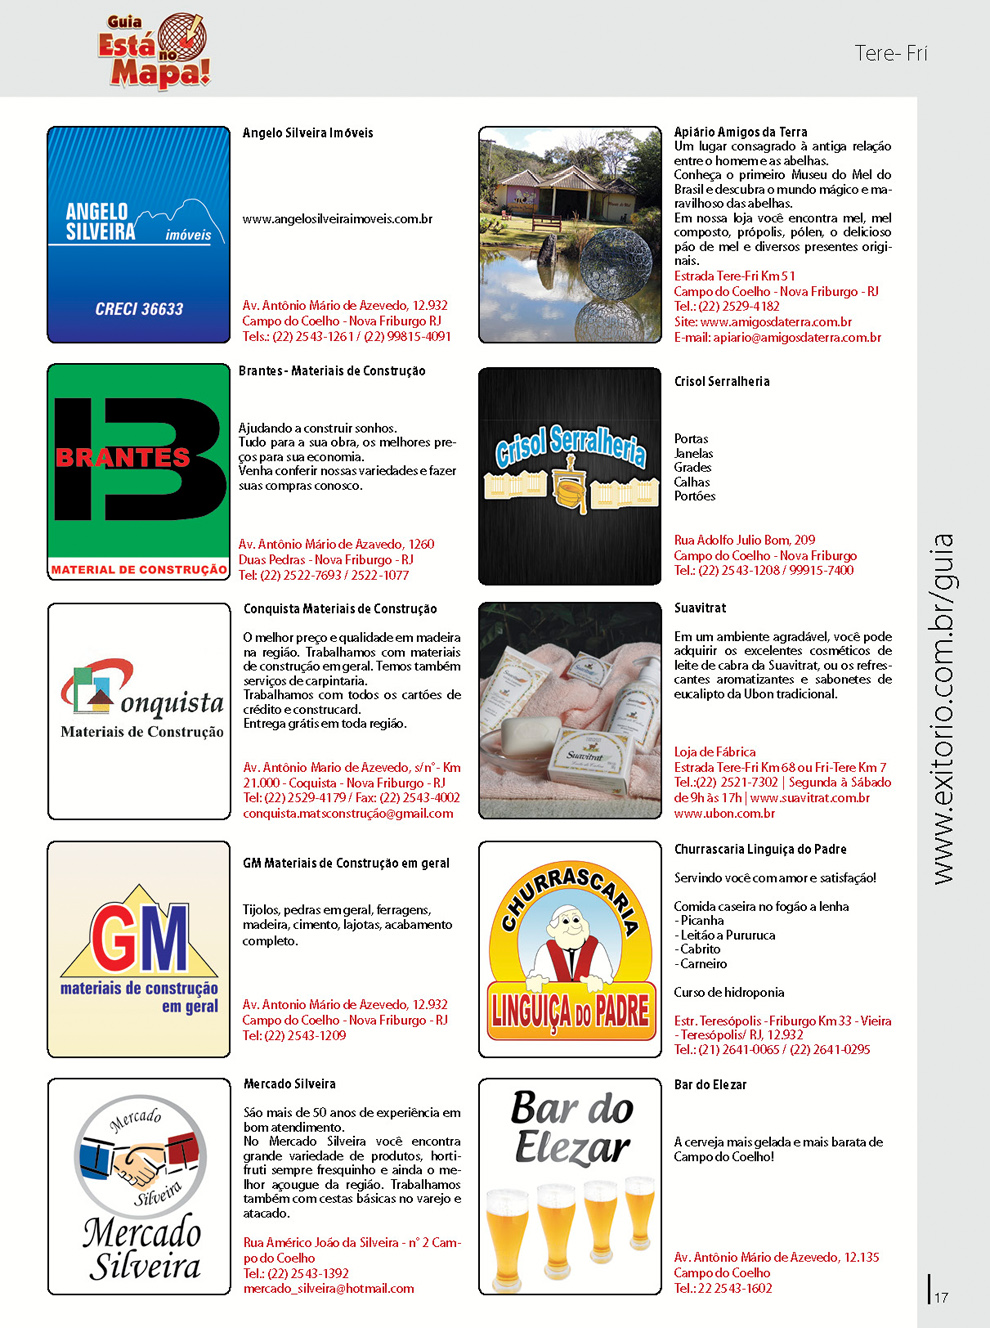 Guia
Está
no
Mapa!
Tere- Frí
ANGELO
SILVEIRA
imóveis
CRECI 36633
Angelo Silveira Imóveis
www.angelosilveiraimoveis.com.br
Av. Antônio Mário de Azevedo, 12.932
Campo do Coelho - Nova Friburgo RJ
Tels.: (22) 2543-1261 / (22) 99815-4091
Apiário Amigos da Terra
Um lugar consagrado à antiga relação
entre o homem e as abelhas.
Conheça o primeiro Museu do Mel do
Brasil e descubra o mundo mágico e ma-
ravilhoso das abelhas.
Em nossa loja você encontra mel, mel
composto, própolis, pólen, o delicioso
pão de mel e diversos presentes origi-
nais.
Estrada Tere-Fri Km 51
Campo do Coelho - Nova Friburgo - RJ
Tel.: (22) 2529-4182
Site: www.amigosdaterra.com.br
E-mail: apiario@amigosdaterra.com.br
BRANTES
MATERIAL DE CONSTRUÇÃO
Brantes - Materiais de Construção
Ajudando a construir sonhos.
Tudo para a sua obra, os melhores pre-
ços para sua economia.
Venha conferir nossas variedades e fazer
suas compras conosco.
Av. Antônio Mário de Azavedo, 1260
Duas Pedras - Nova Friburgo - RJ
Tel: (22) 2522-7693 / 2522-1077
Crisol Serralheria
Crisol Serralheria
Portas
Janelas
Grades
Calhas
Portões
Rua Adolfo Julio Bom, 209
Campo do Coelho - Nova Friburgo
Tel.: (22) 2543-1208 / 99915-7400
Conquista
Materiais de Construção
Conquista Materiais de Construção
O melhor preço e qualidade em madeira
na região. Trabalhamos com materiais
de construção em geral. Temos também
serviços de carpintaria.
Trabalhamos com todos os cartões de
crédito e construcard.
Entrega grátis em toda região.
Av. Antônio Mario de Azevedo, s/n°- Km
21.000 - Coquista - Nova Friburgo - RJ
Tel: (22) 2529-4179 / Fax: (22) 2543-4002
conquista.matsconstrução@gmail.com
Suavitrat
Suavitrat
Em um ambiente agradável, você pode
adquirir os excelentes cosméticos de
leite de cabra da Suavitrat, ou os refres-
cantes aromatizantes e sabonetes de
eucalipto da Ubon tradicional.
Loja de Fábrica
Estrada Tere-Fri Km 68 ou Fri-Tere Km 7
Tel.:(22) 2521-7302 | Segunda à Sábado
de 9h às 17h | www.suavitrat.com.br
www.ubon.com.br
GM
materiais de construção
em geral
GM Materiais de Construção em geral
Tijolos, pedras em geral, ferragens,
madeira, cimento, lajotas, acabamento
completo.
Av. Antonio Mário de Azevedo, 12.932
Campo do Coelho - Nova Friburgo - RJ
Tel: (22) 2543-1209
CHURRASCARIA
LINGUIÇA DO PADRE
Churrascaria Linguiça do Padre
Servindo você com amor e satisfação!
Comida caseira no fogão a lenha
- Picanha
- Leitão a Pururuca
- Cabrito
- Carneiro
Curso de hidroponia
Estr. Teresópolis - Friburgo Km 33 - Vieira
- Teresópolis/ RJ, 12.932
Tel.: (21) 2641-0065 / (22) 2641-0295
Mercado
Silveira
Mercado
Silveira
Mercado Silveira
São mais de 50 anos de experiência em
bom atendimento.
No Mercado Silveira você encontra
grande variedade de produtos, horti-
fruti sempre fresquinho e ainda o me-
lhor açougue da região. Trabalhamos
também com cestas básicas no varejo e
atacado.
Rua Américo João da Silveira - n° 2 Cam-
po do Coelho
Tel.: (22) 2543-1392
mercado_silveira@hotmail.com
Bar do
Elezar
Bar do Elezar
A cerveja mais gelada e mais barata de
Campo do Coelho!
Av. Antônio Mário de Azevedo, 12.135
Campo do Coelho
Tel.: 22 2543-1602
www.exitorio.com.br/guia
17